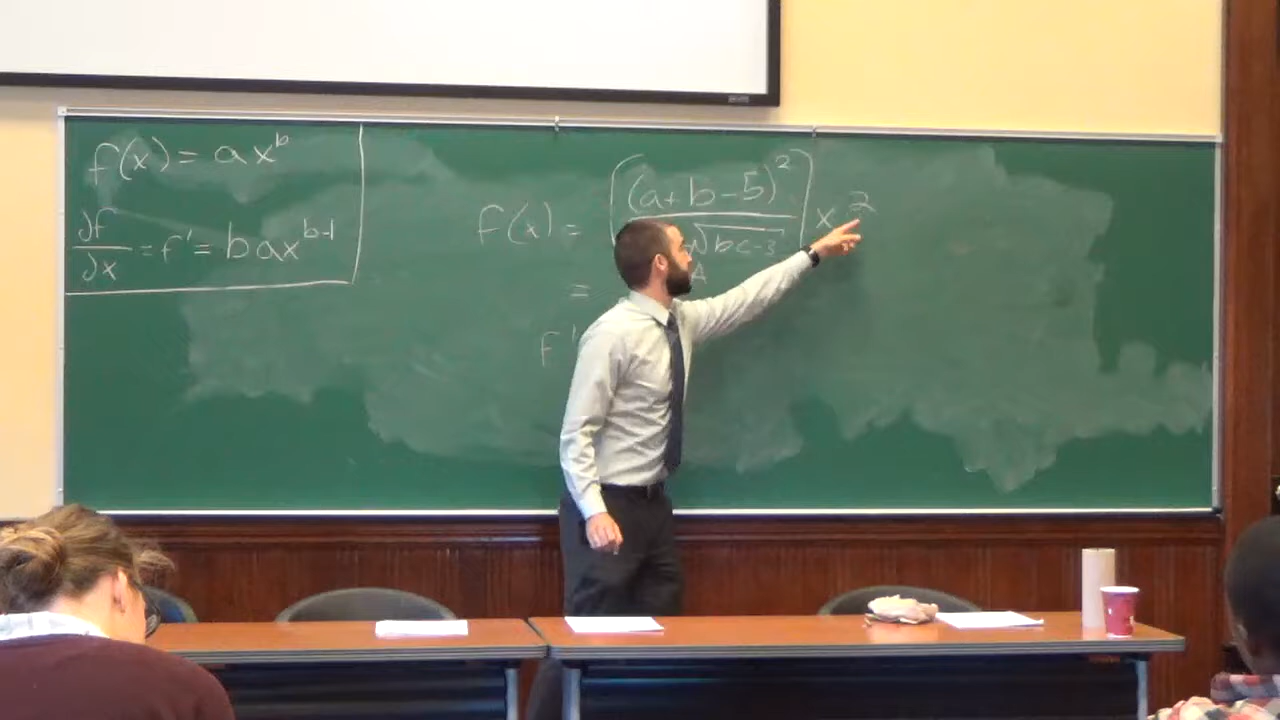 f(x) = ax^b
∂f/∂x = f' = bax^{b-1}
f(x) = [(a+b-5)^2 / √(bc-3)] x^2
= A
f'